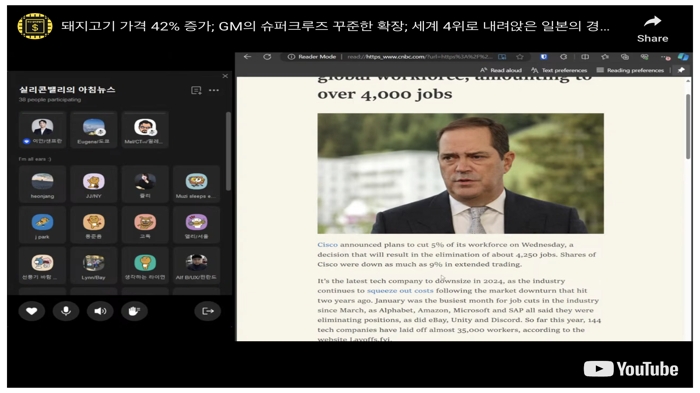 돼지고기 가격 42% 증가; GM의 슈퍼크루즈 꾸준한 확장; 세계 4위로 내려앉은 일본의 경...
Share
Reader Mode
https://www.cnbc.com/
Read aloud
Text preferences
Reading preferences
실리콘밸리의 아침뉴스
38 people participating
I'm all ears :)
heonjang
JJ/NY
Must sleeps a...
j park
Lynn/Bay
global workforce, amounting to
over 4,000 jobs
Cisco announced plans to cut 5% of its workforce on Wednesday, a
decision that will result in the elimination of about 4,250 jobs. Shares of
Cisco were down as much as 9% in extended trading.
It's the latest tech company to downsize in 2024, as the industry
continues to squeeze out costs following the market downturn that hit
two years ago. January was the busiest month for job cuts in the industry
since March, as Alphabet, Amazon, Microsoft and SAP all said they were
eliminating positions, as did eBay, Unity and Discord. So far this year, 144
tech companies have laid off almost 35,000 workers, according to the
website Layoffs.fyi.
YouTube